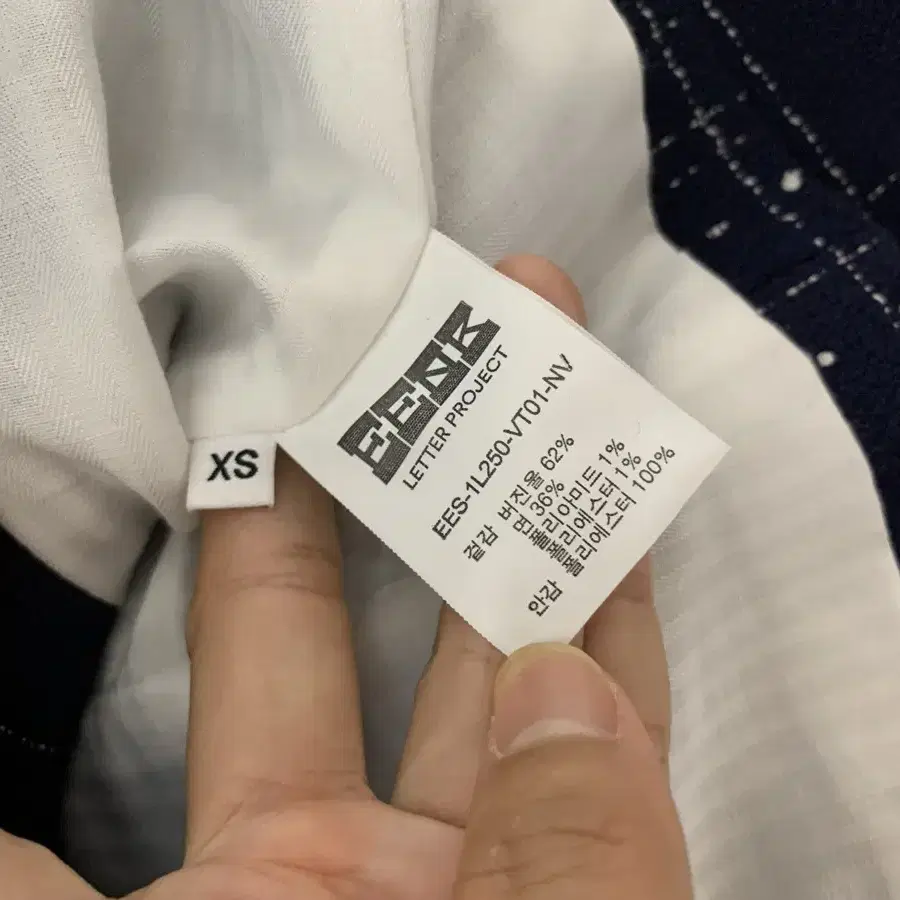 EENK
LETTER PROJECT
EES-1L250-VT01-NV
겉감 버진울 62%
면 36%
폴리아미드 1%
폴리에스터 1%
안감 폴리에스터 100%
XS